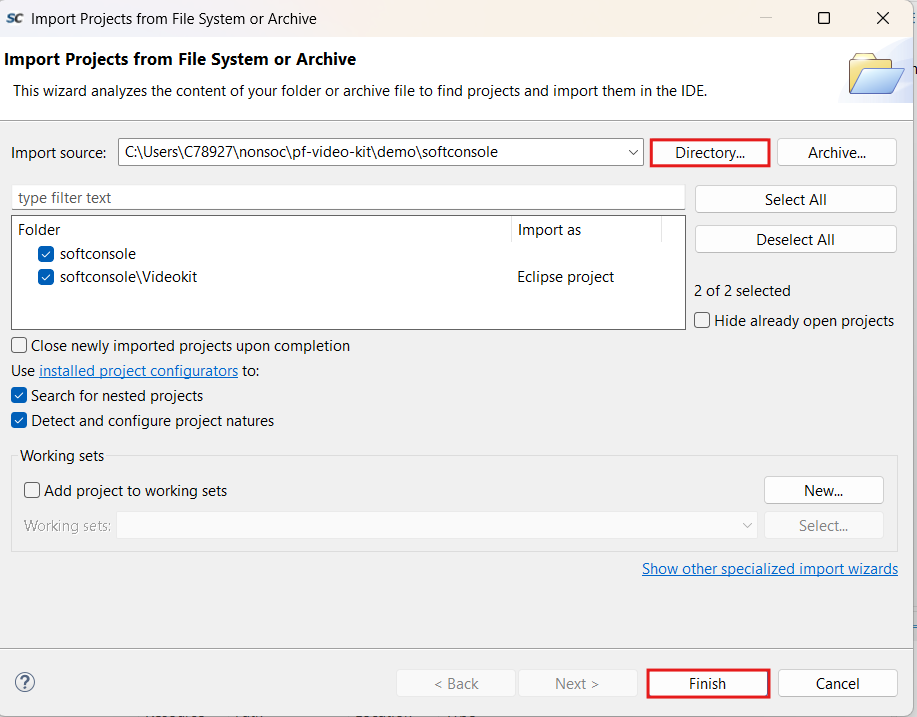 SC Import Projects from File System or Archive
Import Projects from File System or Archive
This wizard analyzes the content of your folder or archive file to find projects and import them in the IDE.
Import source: C:\Users\C78927\nonsoc\pf-video-kit\demo\softconsole Directory... Archive...
type filter text
Select All
Folder Import as
softconsole
Deselect All
softconsole\Videokit Eclipse project
2 of 2 selected
Hide already open projects
Close newly imported projects upon completion
Use installed project configurators to:
Search for nested projects
Detect and configure project natures
Working sets
Add project to working sets New...
Working sets: Select...
Show other specialized import wizards
? < Back Next > Finish Cancel